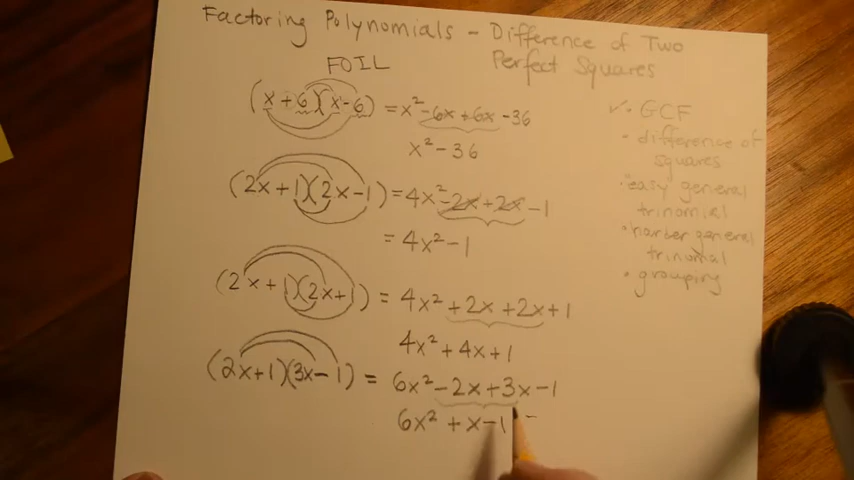 Factoring Polynomials - Difference of Two
Perfect Squares
FOIL
(x+6)(x-6) = x²-6x+6x-36
x²-36
(2x+1)(2x-1) = 4x²-2x+2x-1
= 4x²-1
(2x+1)(2x+1) = 4x²+2x+2x+1
4x²+4x+1
(2x+1)(3x-1) = 6x²-2x+3x-1
6x²+x-1
✓• GCF
• difference of
squares
• "easy" general
trinomial
• harder general
trinomial
• grouping